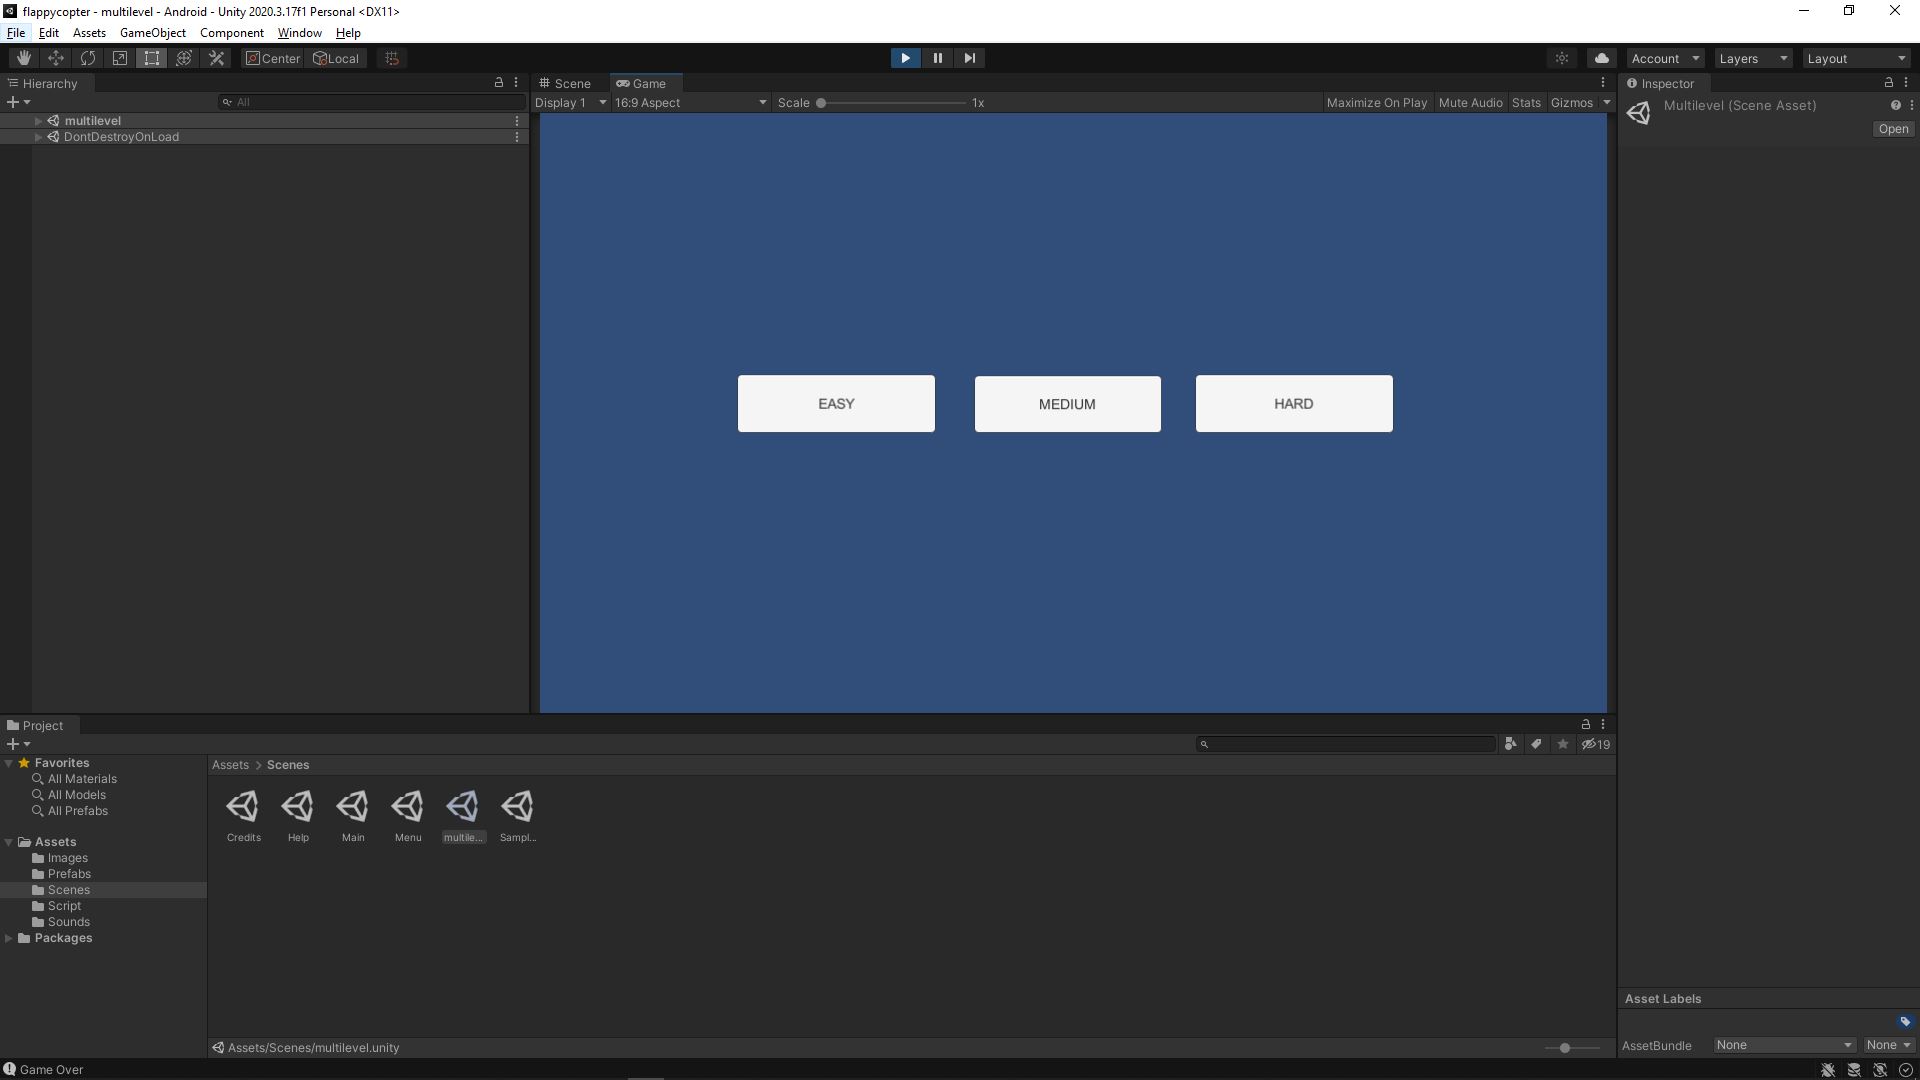 flappycopter - multilevel - Android - Unity 2020.3.17f1 Personal <DX11>
File Edit Assets GameObject Component Window Help
Center Local Account Layers Layout
Hierarchy
All
multilevel
DontDestroyOnLoad
Scene Game
Display 1 16:9 Aspect Scale 1x Maximize On Play Mute Audio Stats Gizmos
EASY MEDIUM HARD
Inspector
Multilevel (Scene Asset)
Open
Project
19
Favorites
All Materials
All Models
All Prefabs
Assets
Images
Prefabs
Scenes
Script
Sounds
Packages
Assets > Scenes
Credits Help Main Menu multile... Sampl...
Assets/Scenes/multilevel.unity
Asset Labels
AssetBundle None None
Game Over